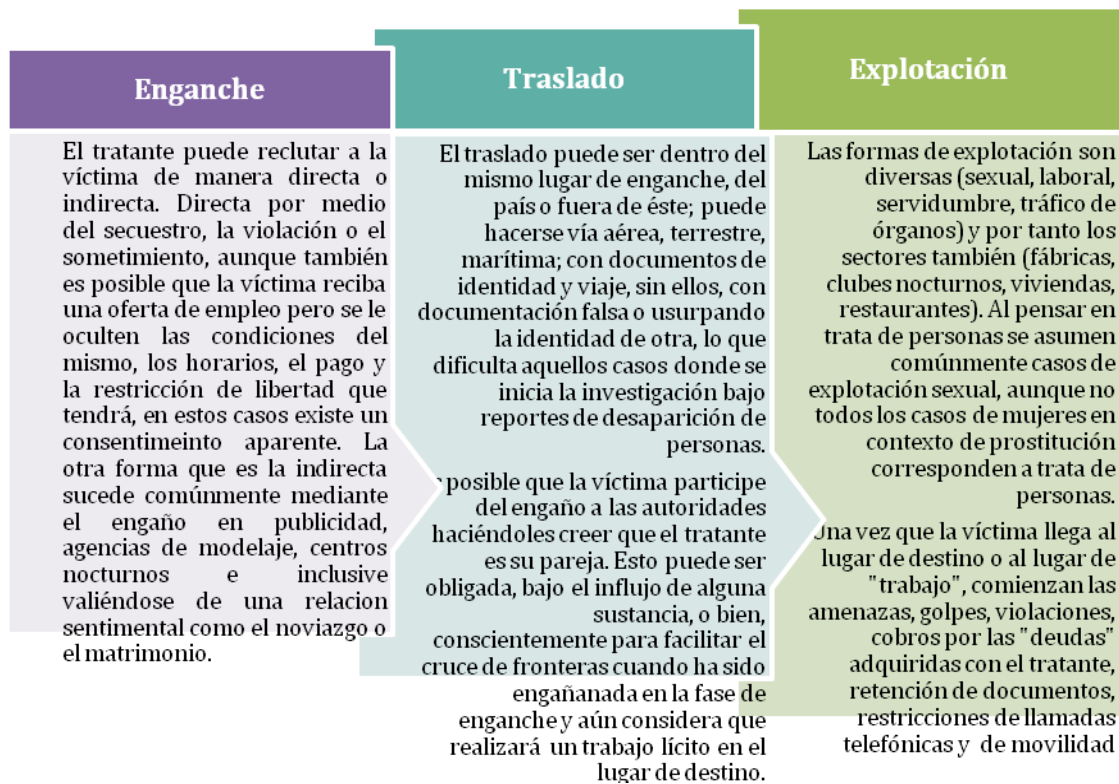 Enganche
El tratante puede reclutar a la
víctima de manera directa o
indirecta. Directa por medio
del secuestro, la violación o el
sometimiento, aunque también
es posible que la víctima reciba
una oferta de empleo pero se le
oculten las condiciones del
mismo, los horarios, el pago y
la restricción de libertad que
tendrá, en estos casos existe un
consentimeinto aparente. La
otra forma que es la indirecta
sucede comúnmente mediante
el engaño en publicidad,
agencias de modelaje, centros
nocturnos e inclusive
valiéndose de una relacion
sentimental como el noviazgo o
el matrimonio.
Traslado
El traslado puede ser dentro del
mismo lugar de enganche, del
país o fuera de éste; puede
hacerse vía aérea, terrestre,
marítima; con documentos de
identidad y viaje, sin ellos, con
documentación falsa o usurpando
la identidad de otra, lo que
dificulta aquellos casos donde se
inicia la investigación bajo
reportes de desaparición de
personas.
posible que la víctima participe
del engaño a las autoridades
haciéndoles creer que el tratante
es su pareja. Esto puede ser
obligada, bajo el influjo de alguna
sustancia, o bien,
conscientemente para facilitar el
cruce de fronteras cuando ha sido
engañanada en la fase de
enganche y aún considera que
realizará un trabajo lícito en el
lugar de destino.
Explotación
Las formas de explotación son
diversas (sexual, laboral,
servidumbre, tráfico de
órganos) y por tanto los
sectores también (fábricas,
clubes nocturnos, viviendas,
restaurantes). Al pensar en
trata de personas se asumen
comúnmente casos de
explotación sexual, aunque no
todos los casos de mujeres en
contexto de prostitución
corresponden a trata de
personas.
Una vez que la víctima llega al
lugar de destino o al lugar de
"trabajo", comienzan las
amenazas, golpes, violaciones,
cobros por las "deudas"
adquiridas con el tratante,
retención de documentos,
restricciones de llamadas
telefónicas y de movilidad